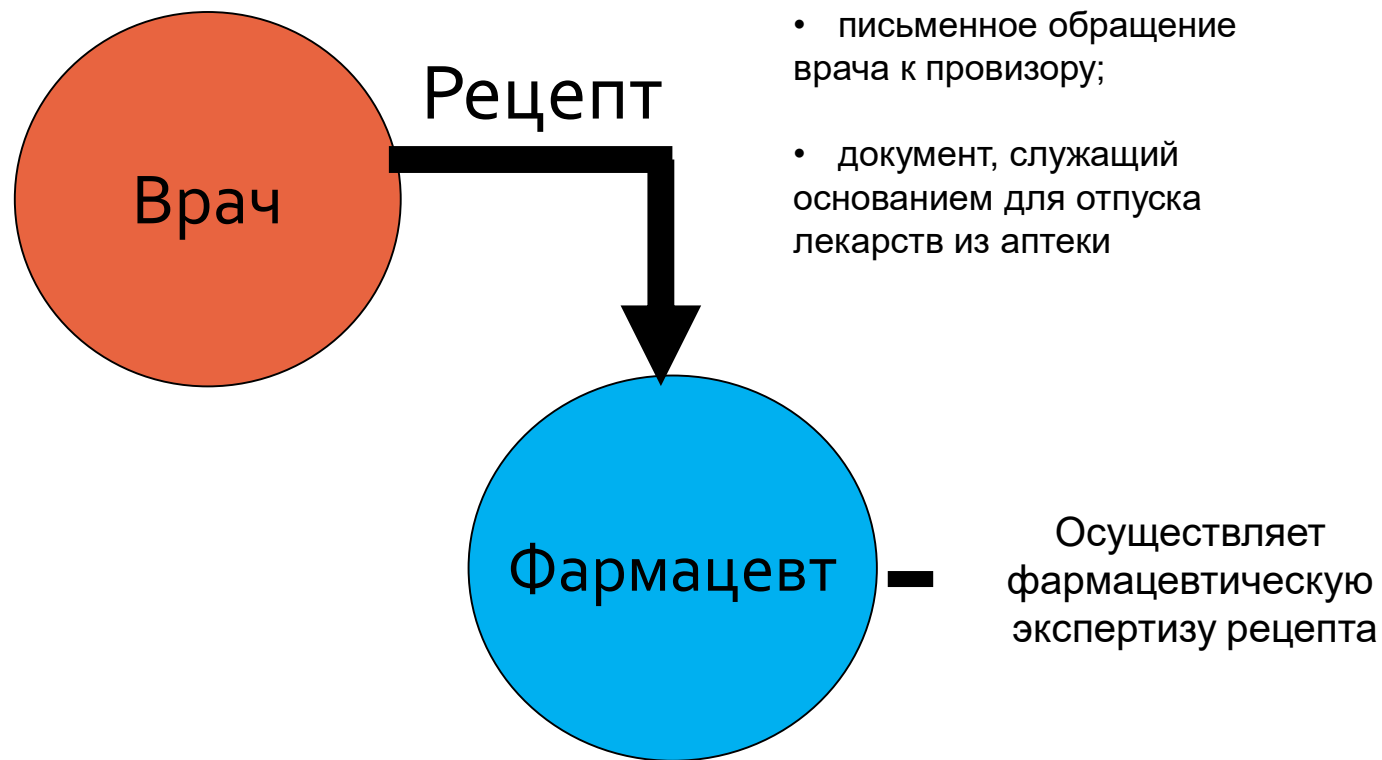 • письменное обращение
врача к провизору;
Рецепт
• документ, служащий
основанием для отпуска
лекарств из аптеки
Врач
Фармацевт
Осуществляет
фармацевтическую
экспертизу рецепта